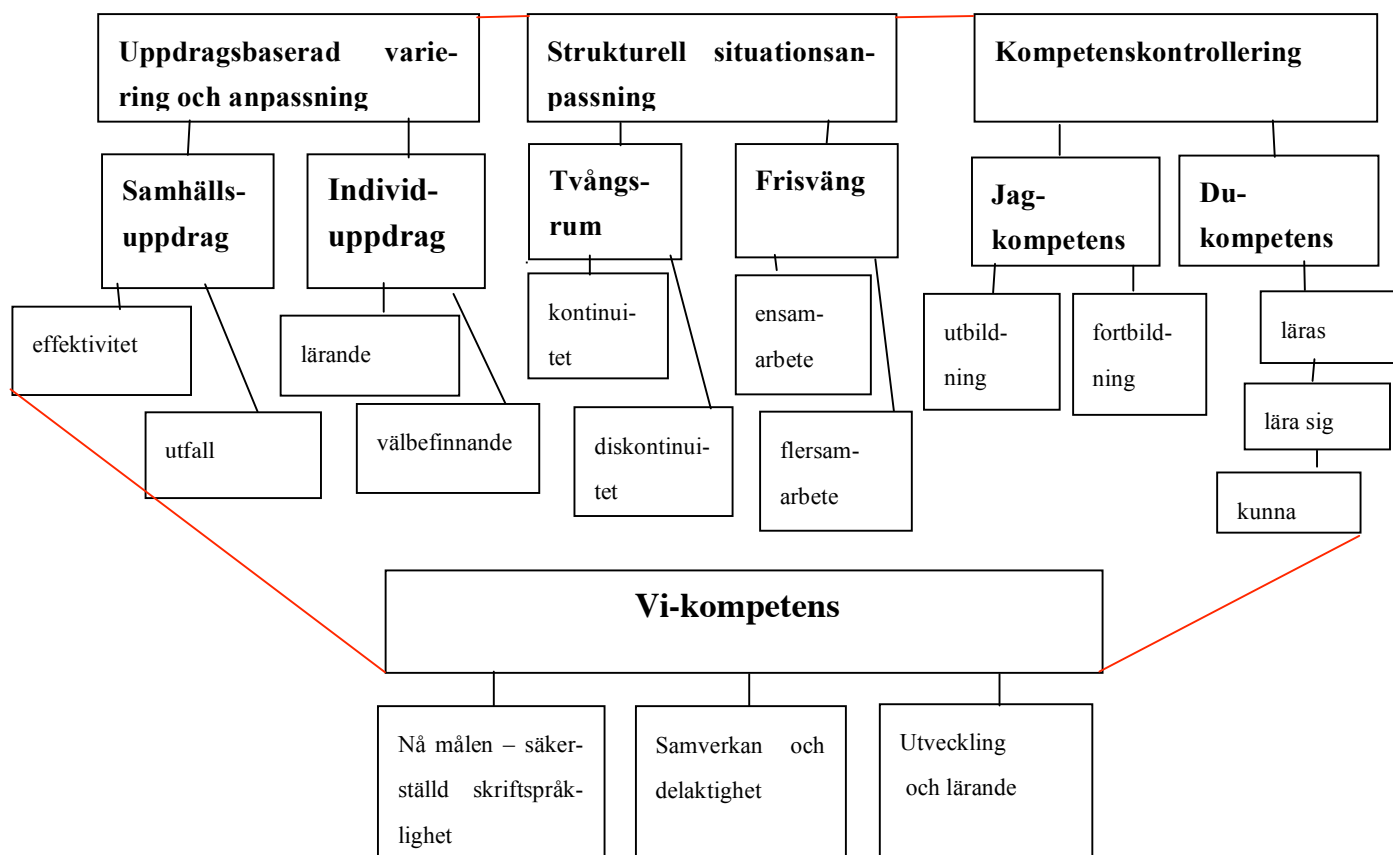 Uppdragsbaserad varie-
ring och anpassning
Strukturell situationsan-
passning
Kompetenskontrollering
Samhälls-
uppdrag
Individ-
uppdrag
Tvångs-
rum
Frisväng
Jag-
kompetens
Du-
kompetens
effektivitet
utfall
lärande
välbefinnande
kontinui-
tet
diskontinui-
tet
ensam-
arbete
flersam-
arbete
utbild-
ning
fortbild-
ning
läras
lära sig
kunna
Vi-kompetens
Nå målen – säker-
ställd skriftspråk-
lighet
Samverkan och
delaktighet
Utveckling
och lärande